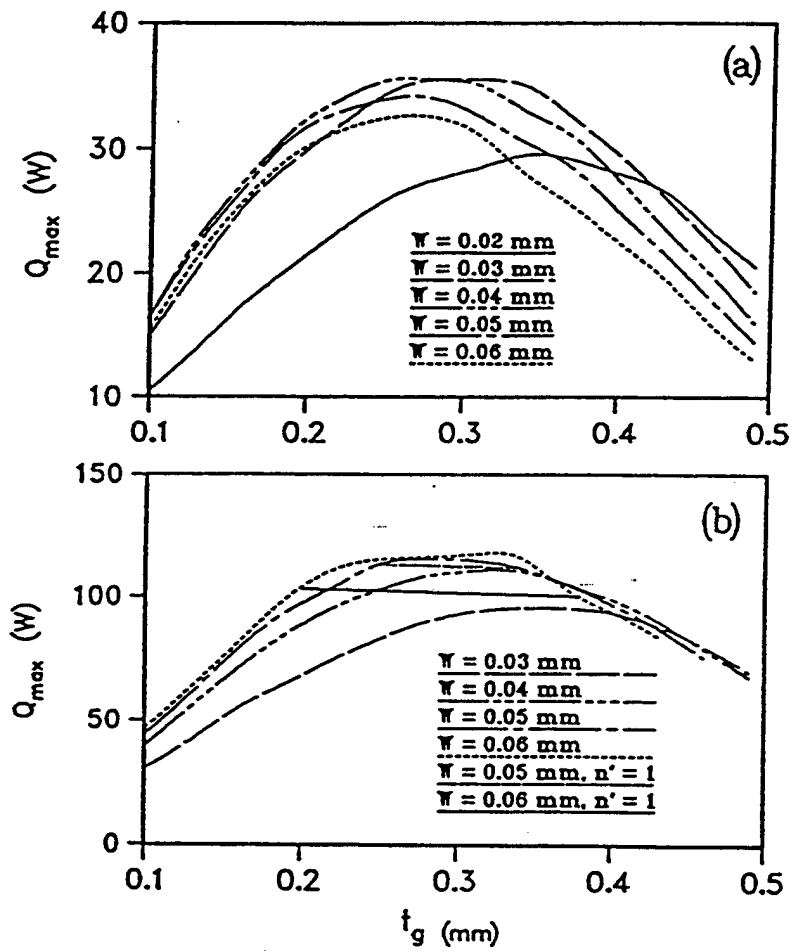 (a)
40
30
20
10
Q_max (W)
W = 0.02 mm
W = 0.03 mm
W = 0.04 mm
W = 0.05 mm
W = 0.06 mm
0.1 0.2 0.3 0.4 0.5
(b)
150
100
50
0
Q_max (W)
W = 0.03 mm
W = 0.04 mm
W = 0.05 mm
W = 0.06 mm
W = 0.05 mm, n' = 1
W = 0.06 mm, n' = 1
0.1 0.2 0.3 0.4 0.5
t_g (mm)